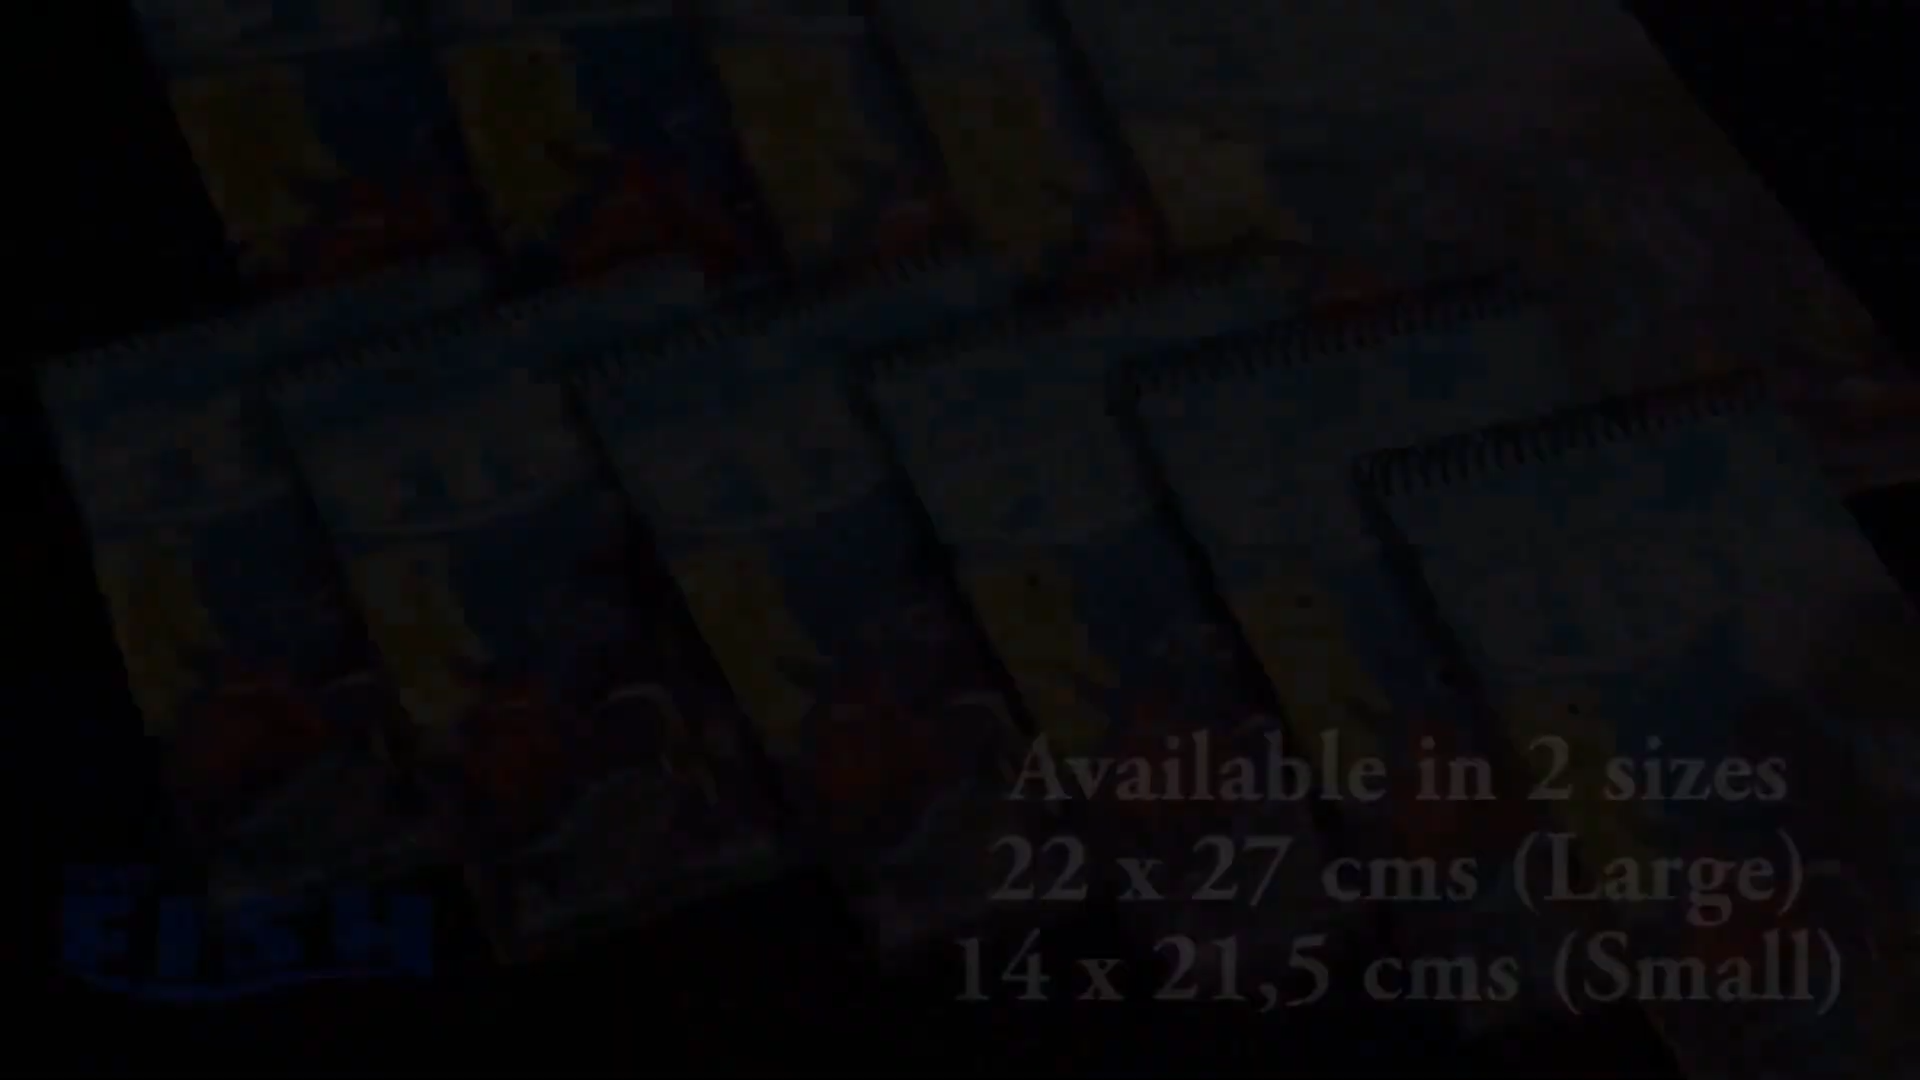 Available in 2 sizes
22 x 27 cms (Large)
14 x 21,5 cms (Small)
FISH